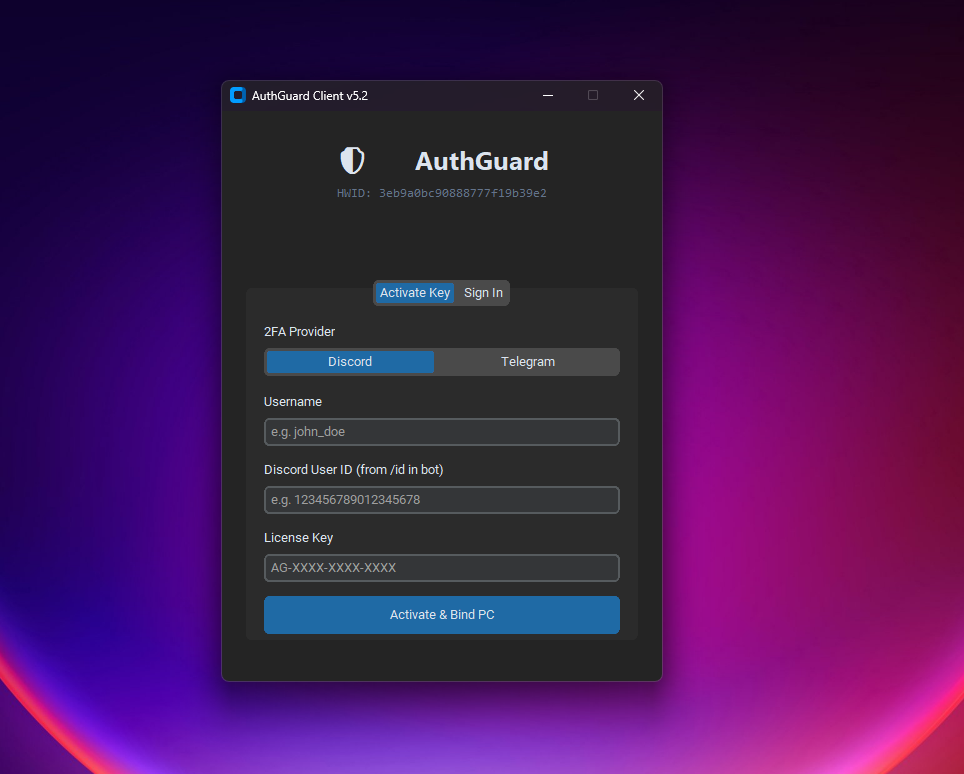 AuthGuard Client v5.2
AuthGuard
HWID: 3eb9a0bc90888777f19b39e2
Activate Key Sign In
2FA Provider
Discord Telegram
Username
e.g. john_doe
Discord User ID (from /id in bot)
e.g. 123456789012345678
License Key
AG-XXXX-XXXX-XXXX
Activate & Bind PC